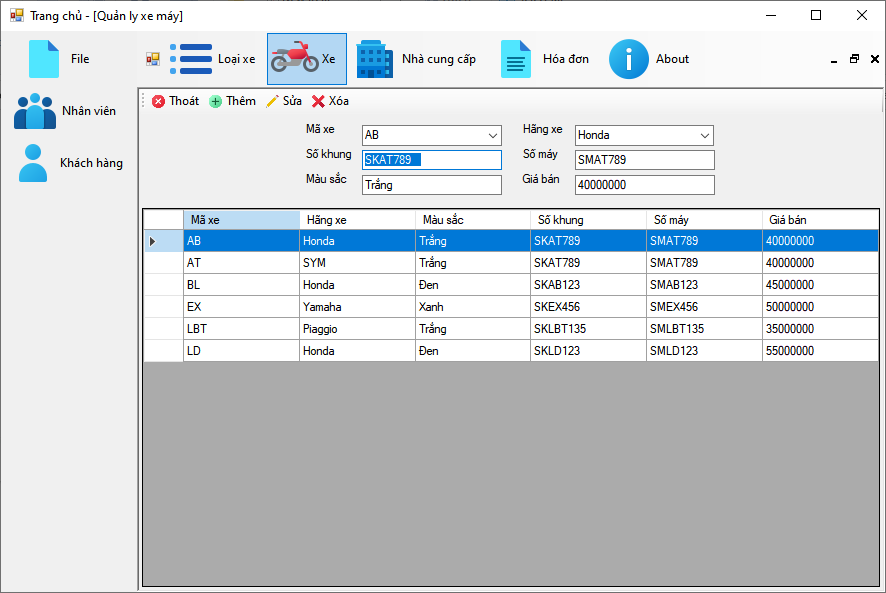 Trang chủ - [Quản ly xe máy]
File
Loại xe
Xe
Nhà cung cấp
Hóa đơn
About
Nhân viên
Khách hàng
Thoát Thêm Sửa Xóa
Mã xe AB Hãng xe Honda
Số khung SKAT789 Số máy SMAT789
Màu sắc Trắng Giá bán 40000000
Mã xe Hãng xe Màu sắc Số khung Số máy Giá bán
AB Honda Trắng SKAT789 SMAT789 40000000
AT SYM Trắng SKAT789 SMAT789 40000000
BL Honda Đen SKAB123 SMAB123 45000000
EX Yamaha Xanh SKEX456 SMEX456 50000000
LBT Piaggio Trắng SKLBT135 SMLBT135 35000000
LD Honda Đen SKLD123 SMLD123 55000000